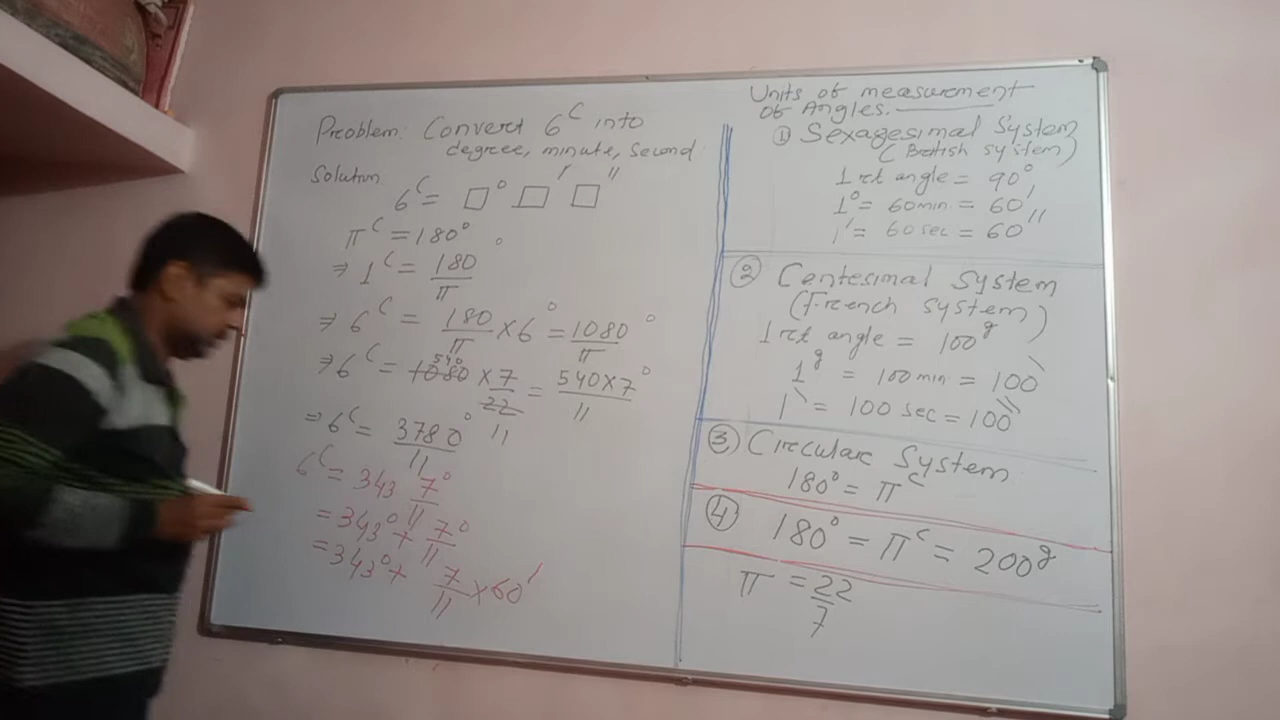 Problem: Convert 6^c into
degree, minute, second
Solution
6^c = □° □′ □″
π^c = 180°
⇒ 1^c = 180/π °
⇒ 6^c = 180/π × 6° = 1080/π °
⇒ 6^c = 1080 540 × 7/22 11 = 540×7/11 °
⇒ 6^c = 3780/11 °
6^c = 343 7/11 °
= 343° + 7/11 °
= 343° + 7/11 × 60′
Units of measurement
of Angles.
① Sexagesimal System
(British system)
1 rt angle = 90°
1° = 60 min = 60′
1′ = 60 sec = 60″
② Centesimal System
(French system)
1 rt angle = 100^g
1^g = 100 min = 100‵
1‵ = 100 sec = 100‶
③ Circular System
180° = π^c
④ 180° = π^c = 200^g
π = 22/7